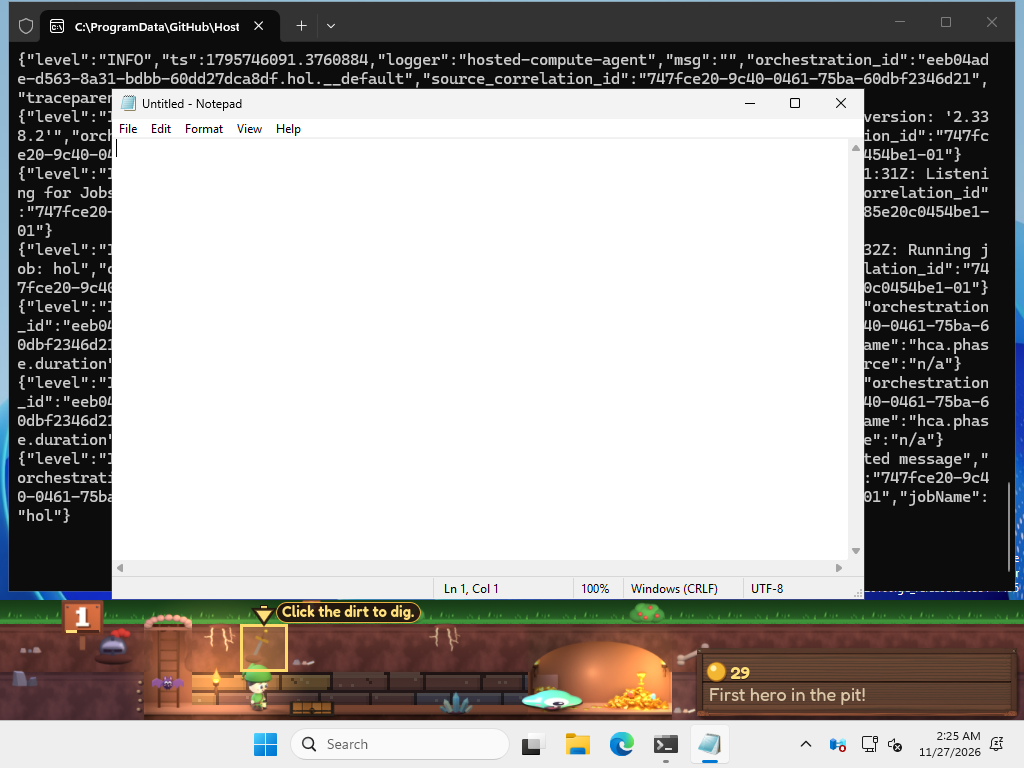 C:\ProgramData\GitHub\Host
{"level":"INFO","ts":1795746091.3760884,"logger":"hosted-compute-agent","msg":"","orchestration_id":"eeb04ad
e-d563-8a31-bdbb-60dd27dca8df.hol.__default","source_correlation_id":"747fce20-9c40-0461-75ba-60dbf2346d21",
"traceparen
Untitled - Notepad
File Edit Format View Help
{"level":"I version: '2.33
8.2'","orch ion_id":"747fc
e20-9c40-04 454be1-01"}
{"level":"I 1:31Z: Listeni
ng for Jobs orrelation_id"
:"747fce20- 85e20c0454be1-
01"}
{"level":"I 32Z: Running j
ob: hol","o lation_id":"74
7fce20-9c40 0c0454be1-01"}
{"level":"I "orchestration
_id":"eeb04 40-0461-75ba-6
0dbf2346d21 ame":"hca.phas
e.duration" rce":"n/a"}
{"level":"I "orchestration
_id":"eeb04 40-0461-75ba-6
0dbf2346d21 ame":"hca.phas
e.duration" e":"n/a"}
{"level":"I ted message","
orchestrati :"747fce20-9c4
0-0461-75ba 01","jobName":
"hol"}
Ln 1, Col 1 100% Windows (CRLF) UTF-8
1
Click the dirt to dig.
29
First hero in the pit!
Search
2:25 AM
11/27/2026